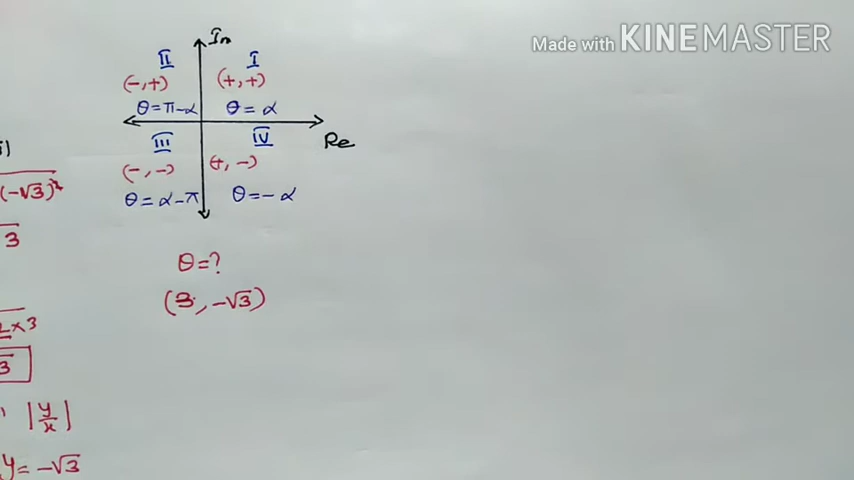 Made with KINEMASTER
Im
II
I
(-,+)
(+,+)
θ=π-α
θ= α
Re
III
IV
(-,-)
(+,-)
θ= α-π
θ=-α
(-√3)²
√3
θ=?
(3,-√3)
×3
|y/x|
y=-√3